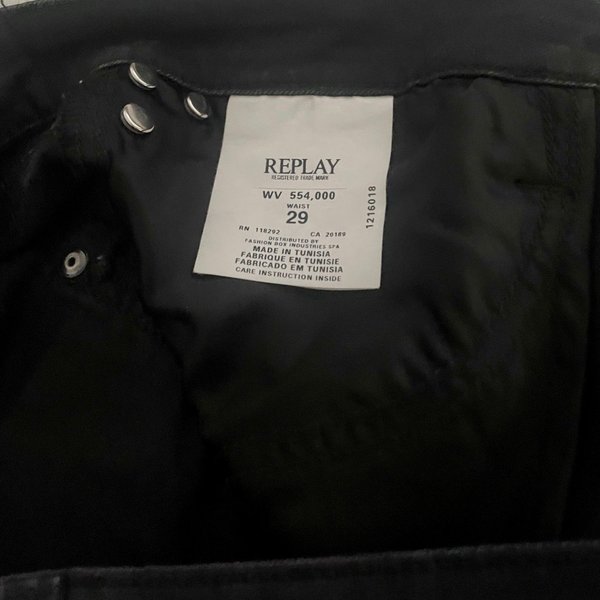 REPLAY
REGISTERED TRADE MARK
WV 554,000
WAIST
29
RN 118292 CA 20189
DISTRIBUTED BY
FASHION BOX INDUSTRIES SPA
MADE IN TUNISIA
FABRIQUE EN TUNISIE
FABRICADO EM TUNISIA
CARE INSTRUCTION INSIDE
1216018